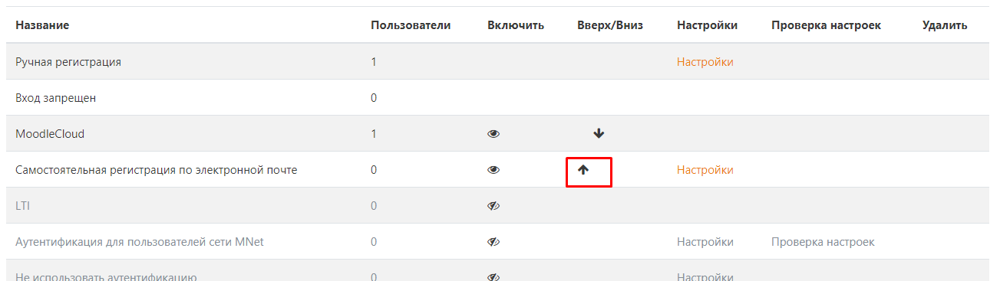 Название Пользователи Включить Вверх/Вниз Настройки Проверка настроек Удалить
Ручная регистрация 1 Настройки
Вход запрещен 0
MoodleCloud 1
Самостоятельная регистрация по электронной почте 0 Настройки
LTI 0
Аутентификация для пользователей сети MNet 0 Настройки Проверка настроек
Не использовать аутентификацию 0 Настройки